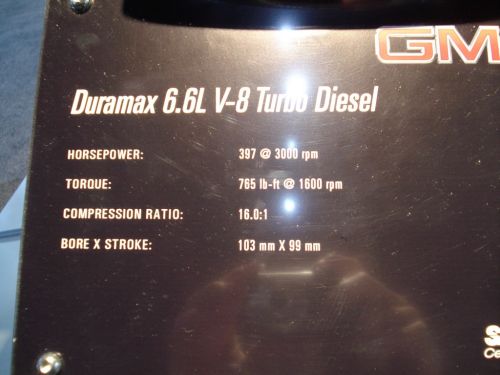 GM
Duramax 6.6L V-8 Turbo Diesel
HORSEPOWER: 397 @ 3000 rpm
TORQUE: 765 lb-ft @ 1600 rpm
COMPRESSION RATIO: 16.0:1
BORE X STROKE: 103 mm X 99 mm